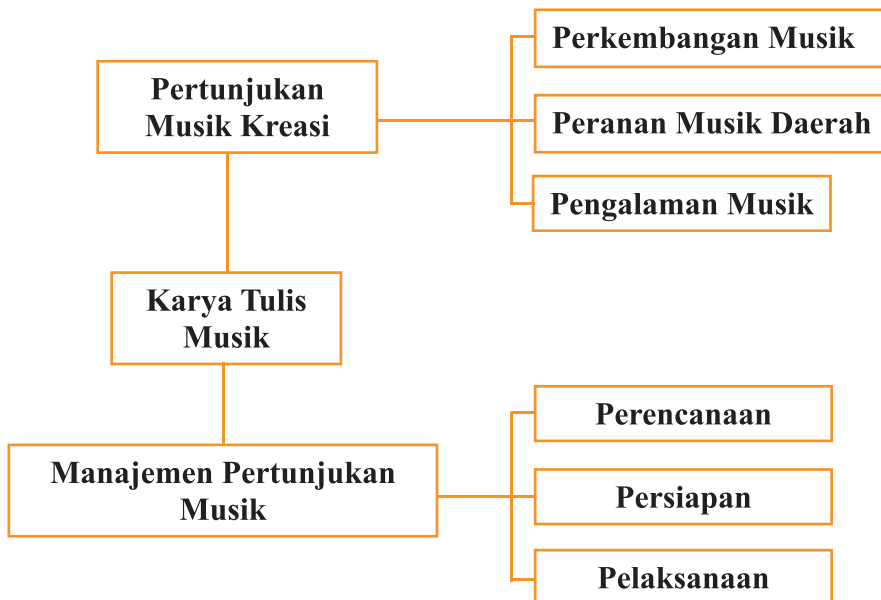 Pertunjukan
Musik Kreasi
Perkembangan Musik
Peranan Musik Daerah
Pengalaman Musik
Karya Tulis
Musik
Manajemen Pertunjukan
Musik
Perencanaan
Persiapan
Pelaksanaan